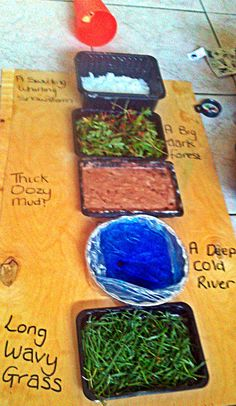 A Swirling
Whirling
Snowstorm
A Big
dark
forest
Thick
Oozy
Mud!
A Deep
Cold
River
Long
Wavy
Grass